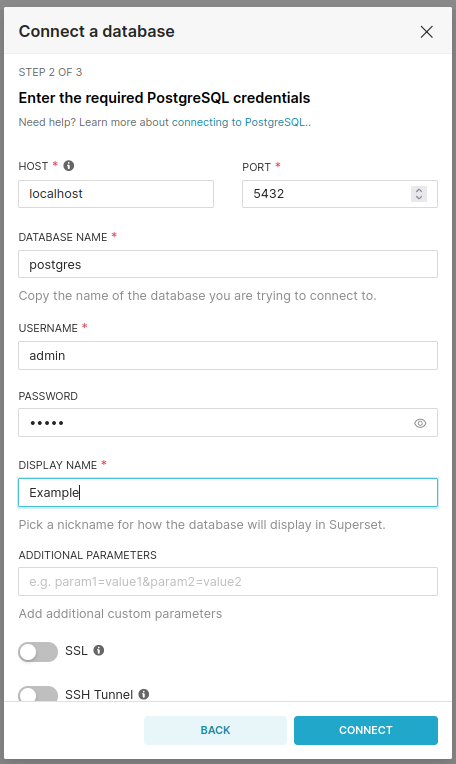 Connect a database
STEP 2 OF 3
Enter the required PostgreSQL credentials
Need help? Learn more about connecting to PostgreSQL..
HOST *
PORT *
localhost
5432
DATABASE NAME *
postgres
Copy the name of the database you are trying to connect to.
USERNAME *
admin
PASSWORD
•••••
DISPLAY NAME *
Example
Pick a nickname for how the database will display in Superset.
ADDITIONAL PARAMETERS
e.g. param1=value1&param2=value2
Add additional custom parameters
SSL
SSH Tunnel
BACK
CONNECT